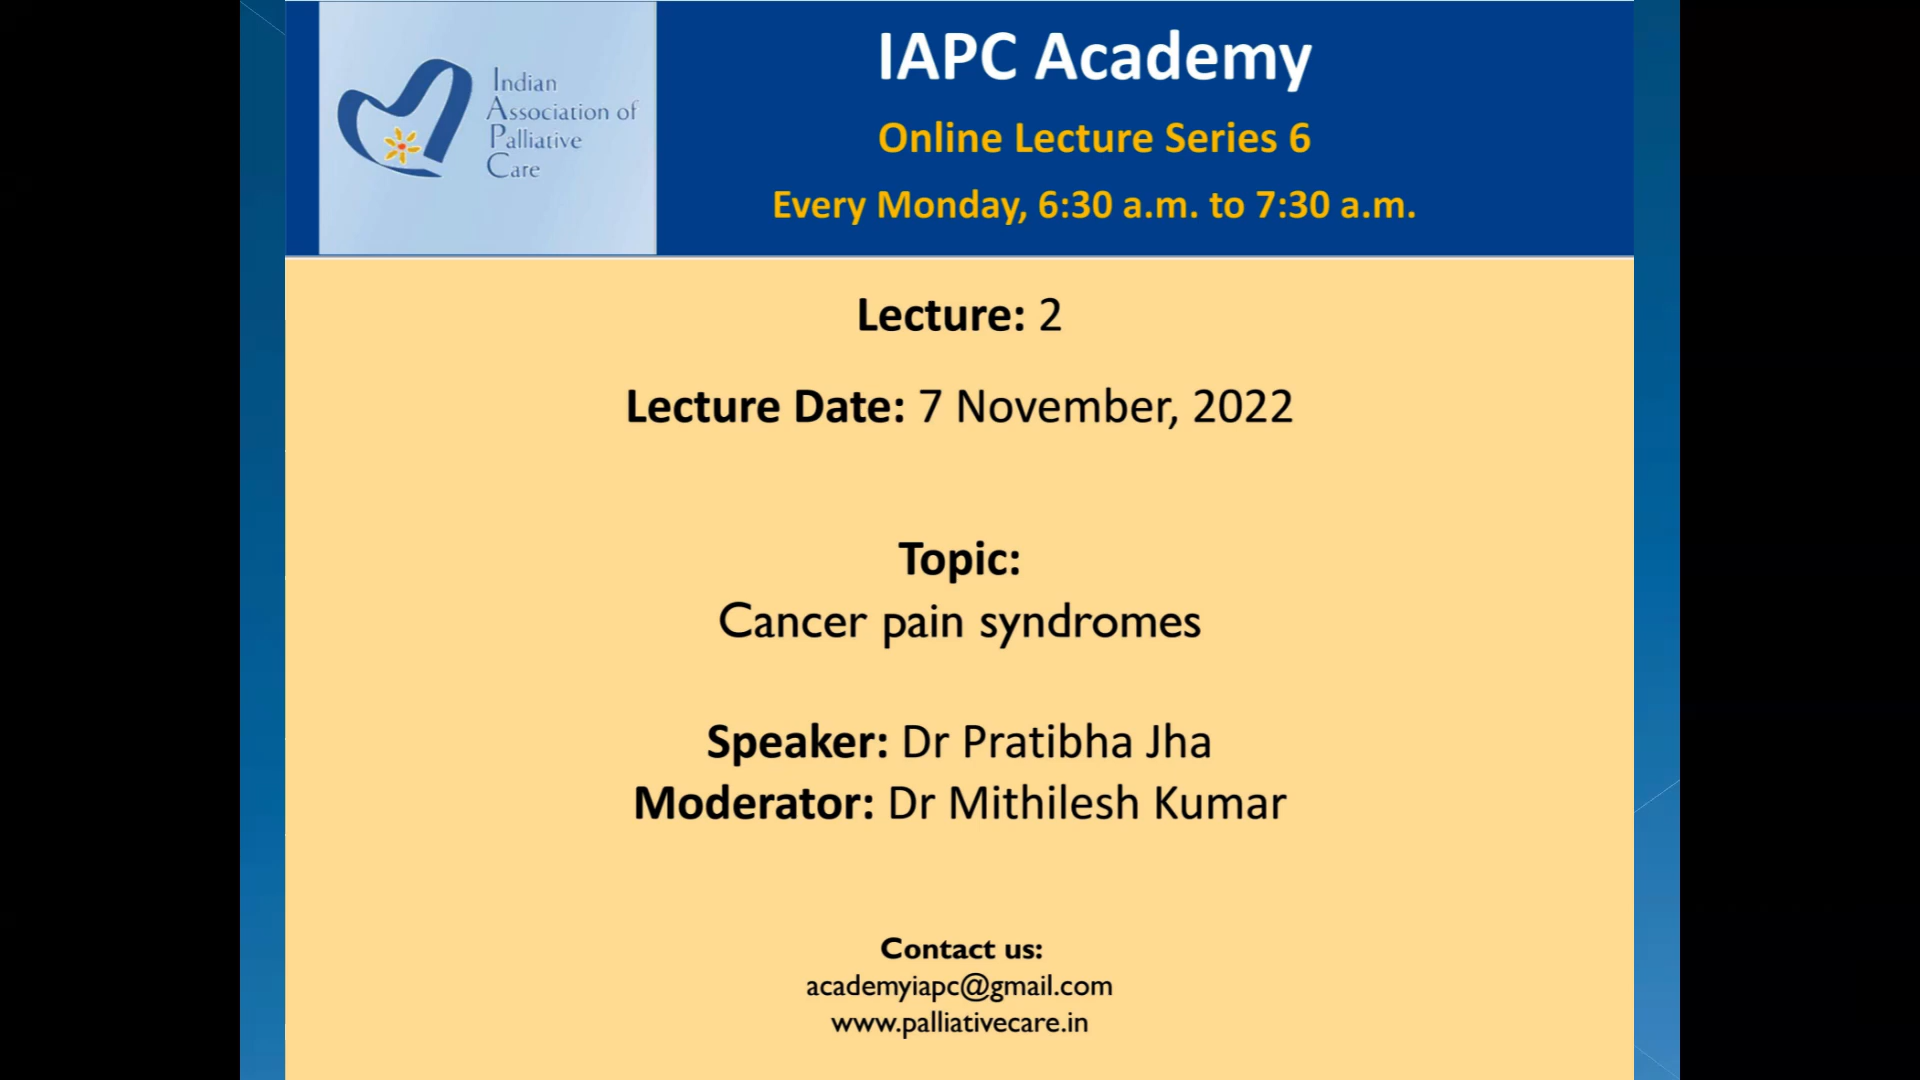 Indian
Association of
Palliative
Care
IAPC Academy
Online Lecture Series 6
Every Monday, 6:30 a.m. to 7:30 a.m.
Lecture: 2
Lecture Date: 7 November, 2022
Topic:
Cancer pain syndromes
Speaker: Dr Pratibha Jha
Moderator: Dr Mithilesh Kumar
Contact us:
academyiapc@gmail.com
www.palliativecare.in